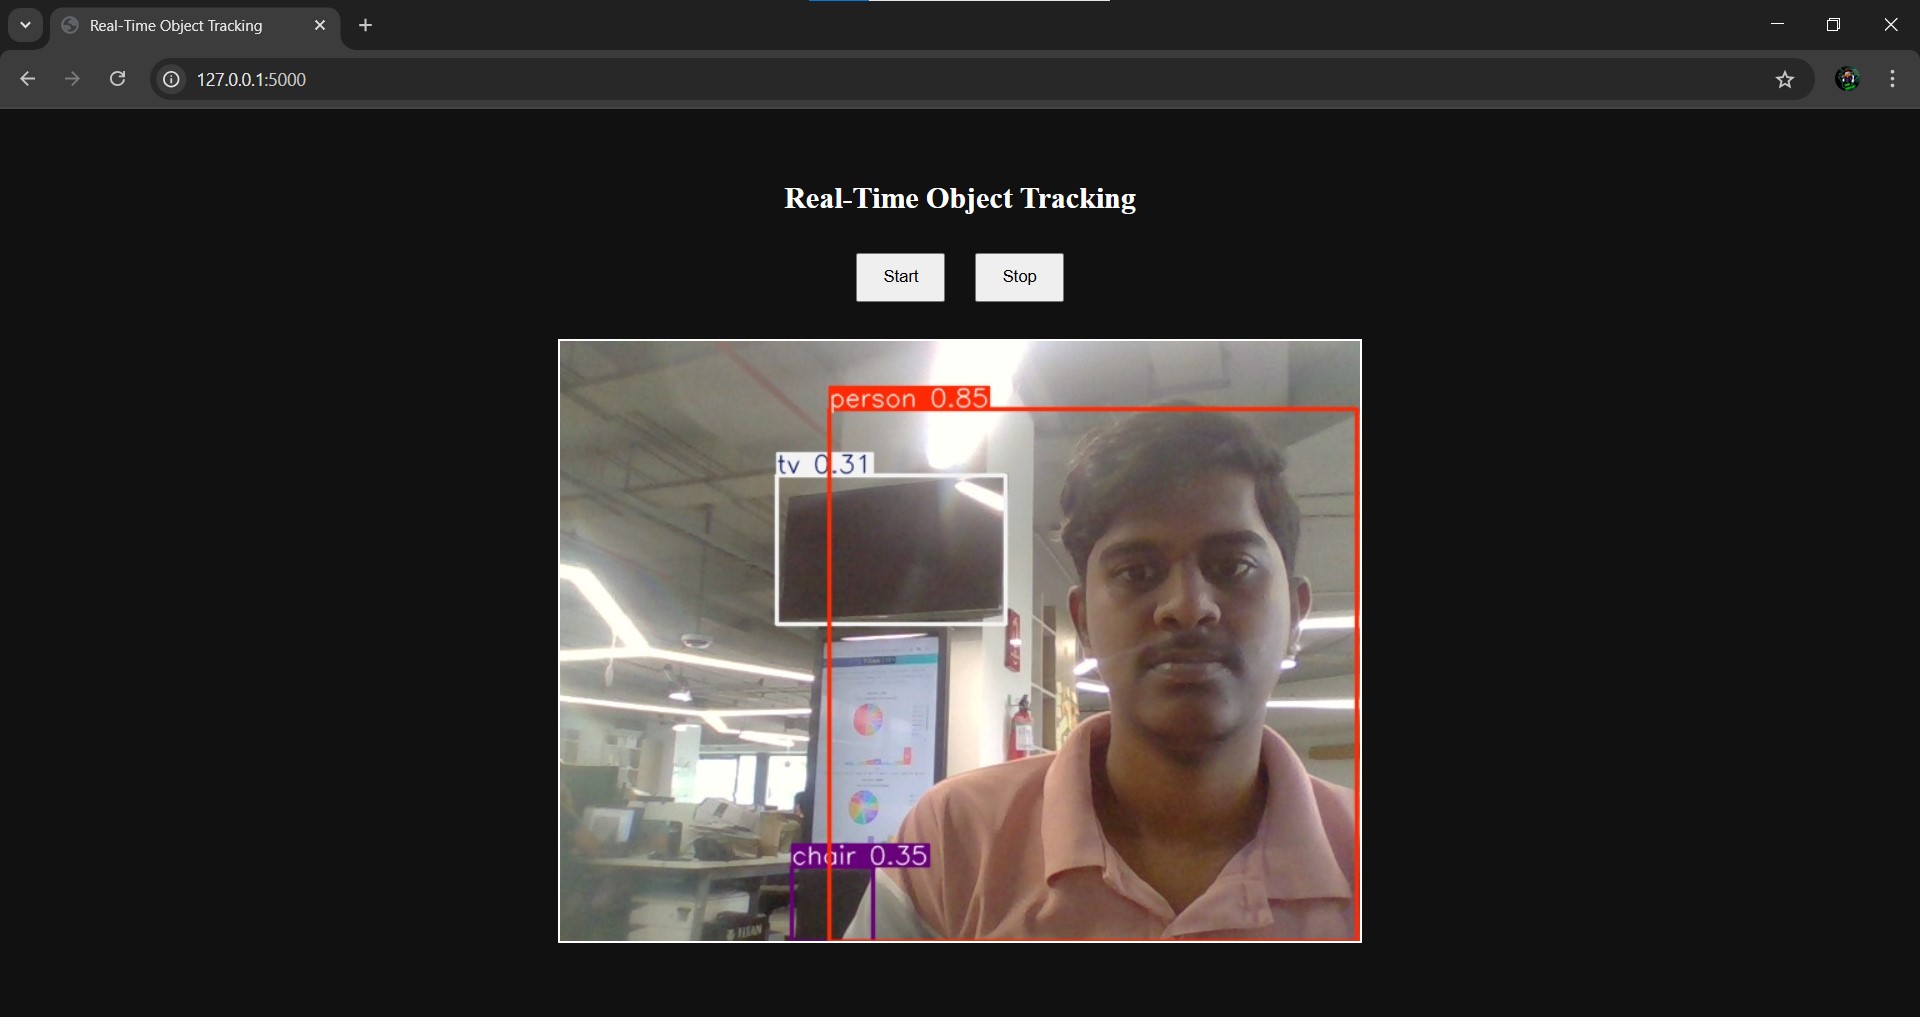 Real-Time Object Tracking
127.0.0.1:5000
Real-Time Object Tracking
Start
Stop
person 0.85
tv 0.31
chair 0.35
TITAN